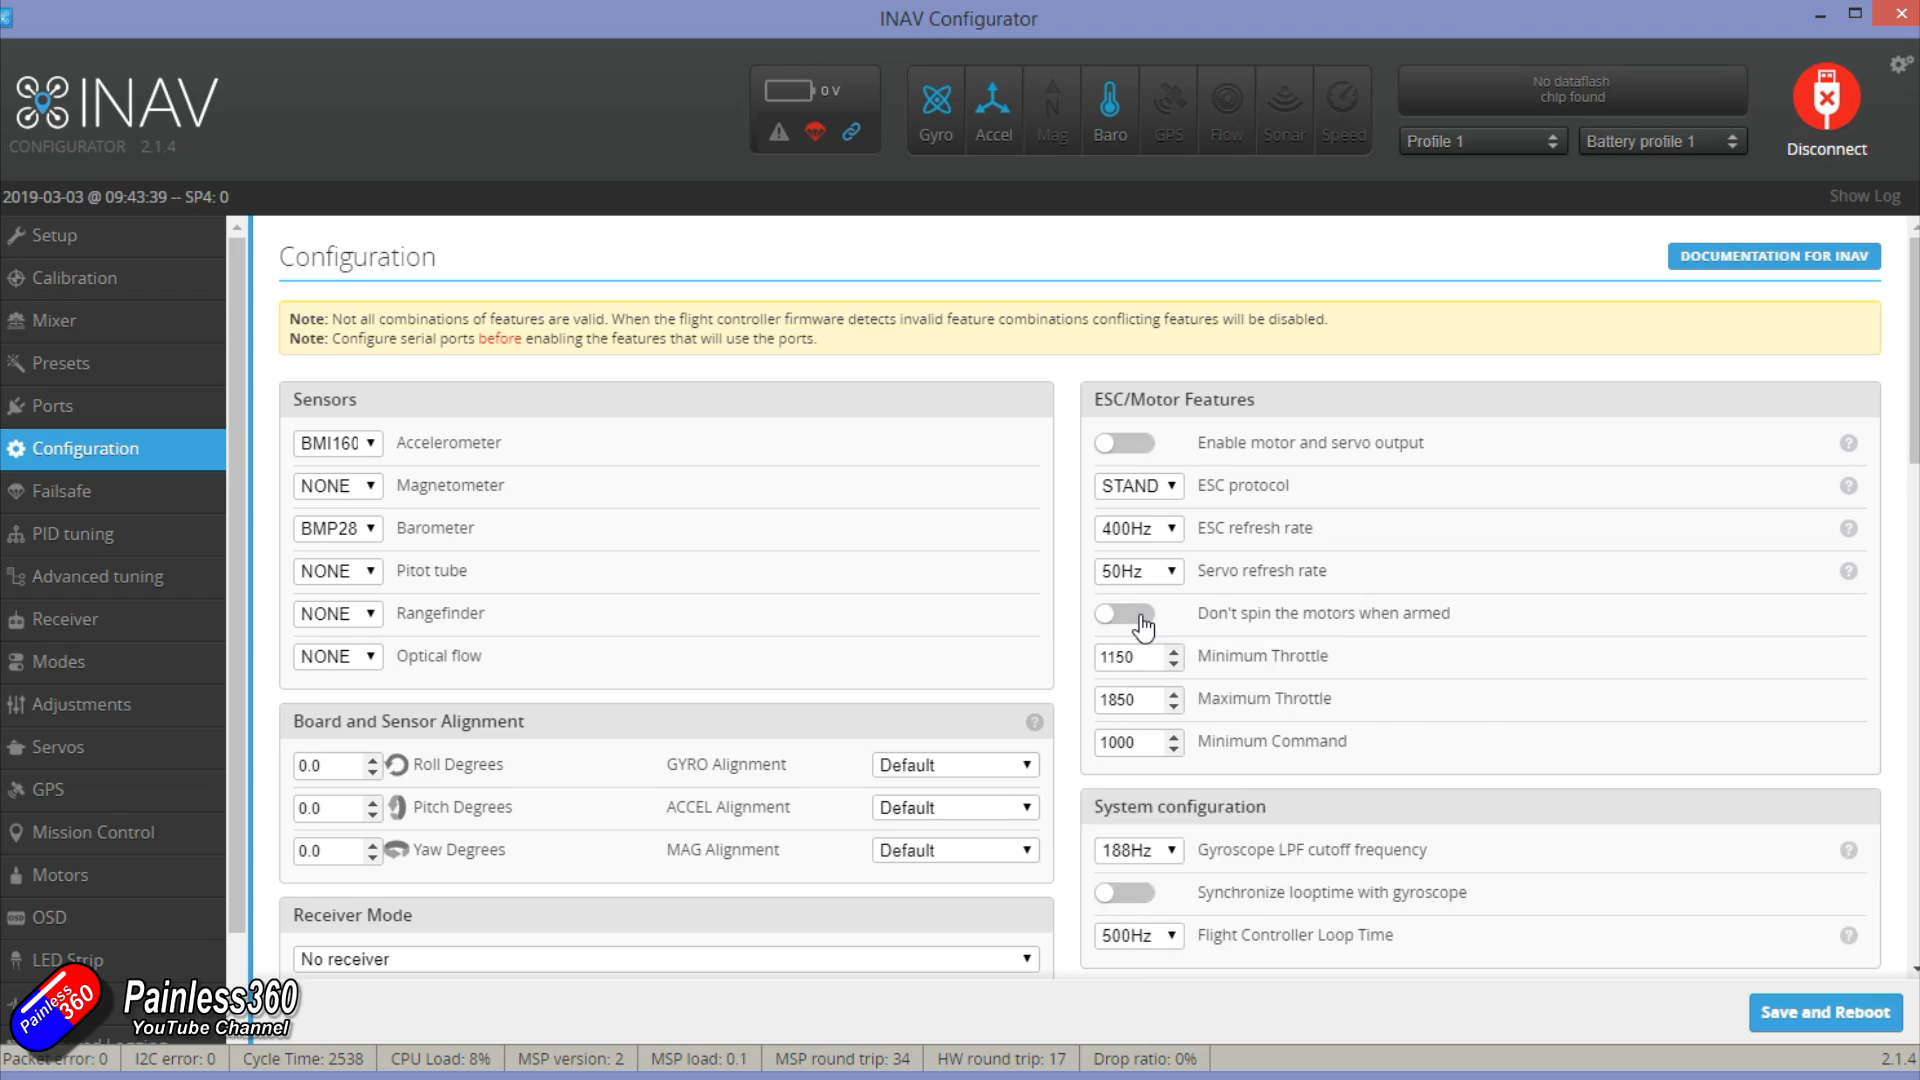 INAV Configurator
INAV
CONFIGURATOR 2.1.4
0 V
Gyro
Accel
Mag
Baro
GPS
Flow
Sonar
Speed
No dataflash
chip found
Profile 1
Battery profile 1
Disconnect
2019-03-03 @ 09:43:39 -- SP4: 0
Show Log
Setup
Calibration
Mixer
Presets
Ports
Configuration
Failsafe
PID tuning
Advanced tuning
Receiver
Modes
Adjustments
Servos
GPS
Mission Control
Motors
OSD
LED Strip
Configuration
DOCUMENTATION FOR INAV
Note: Not all combinations of features are valid. When the flight controller firmware detects invalid feature combinations conflicting features will be disabled.
Note: Configure serial ports before enabling the features that will use the ports.
Sensors
BMI160 Accelerometer
NONE Magnetometer
BMP28 Barometer
NONE Pitot tube
NONE Rangefinder
NONE Optical flow
Board and Sensor Alignment
0.0 Roll Degrees GYRO Alignment Default
0.0 Pitch Degrees ACCEL Alignment Default
0.0 Yaw Degrees MAG Alignment Default
Receiver Mode
No receiver
ESC/Motor Features
Enable motor and servo output
STAND ESC protocol
400Hz ESC refresh rate
50Hz Servo refresh rate
Don't spin the motors when armed
1150 Minimum Throttle
1850 Maximum Throttle
1000 Minimum Command
System configuration
188Hz Gyroscope LPF cutoff frequency
Synchronize looptime with gyroscope
500Hz Flight Controller Loop Time
Save and Reboot
Painless 360
Painless360
YouTube Channel
Packet error: 0 I2C error: 0 Cycle Time: 2538 CPU Load: 8% MSP version: 2 MSP load: 0.1 MSP round trip: 34 HW round trip: 17 Drop ratio: 0% 2.1.4